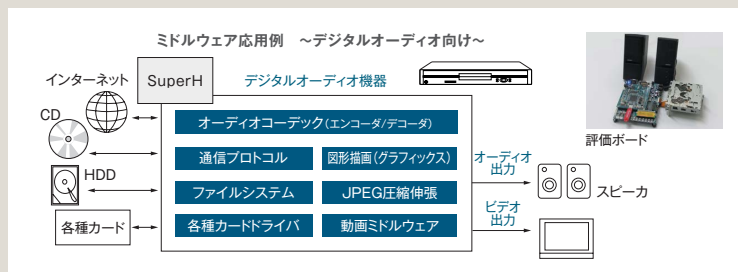 ミドルウェア応用例 ～デジタルオーディオ向け～
インターネット
SuperH
デジタルオーディオ機器
CD
オーディオコーデック(エンコーダ/デコーダ)
評価ボード
通信プロトコル
図形描画(グラフィックス)
オーディオ
出力
HDD
ファイルシステム
JPEG圧縮伸張
スピーカ
ビデオ
出力
各種カード
各種カードドライバ
動画ミドルウェア